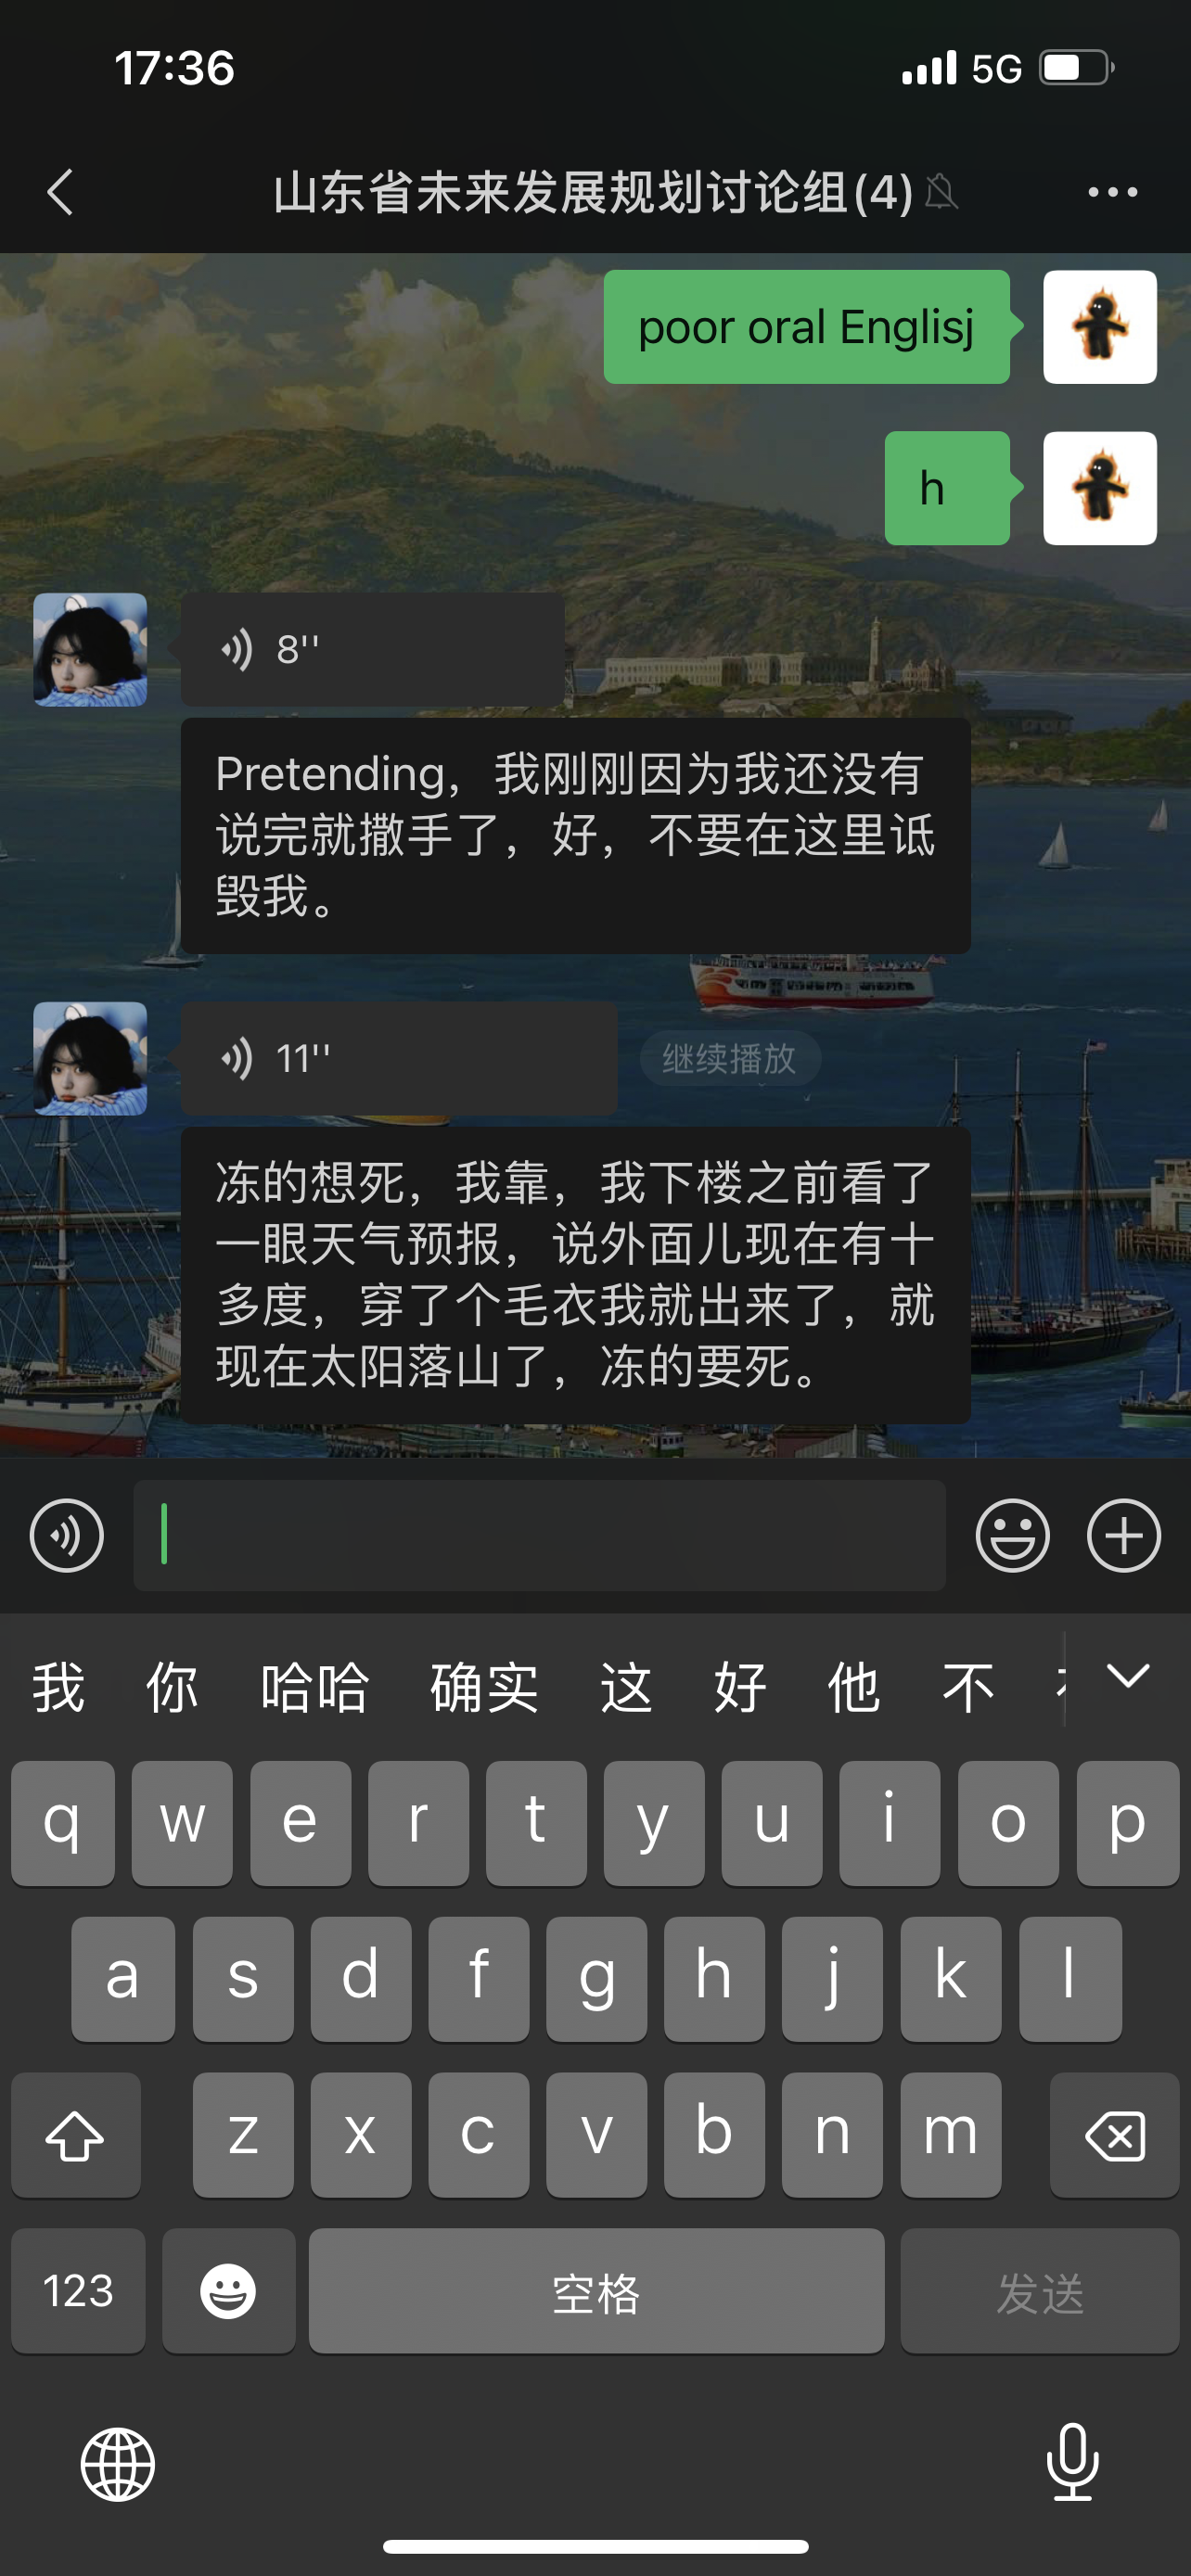 17:36
5G
山东省未来发展规划讨论组(4)
poor oral Englisj
h
8''
Pretending，我刚刚因为我还没有
说完就撒手了，好，不要在这里诋
毁我。
11''
继续播放
冻的想死，我靠，我下楼之前看了
一眼天气预报，说外面儿现在有十
多度，穿了个毛衣我就出来了，就
现在太阳落山了，冻的要死。
我 你 哈哈 确实 这 好 他 不
q w e r t y u i o p
a s d f g h j k l
z x c v b n m
123 空格 发送